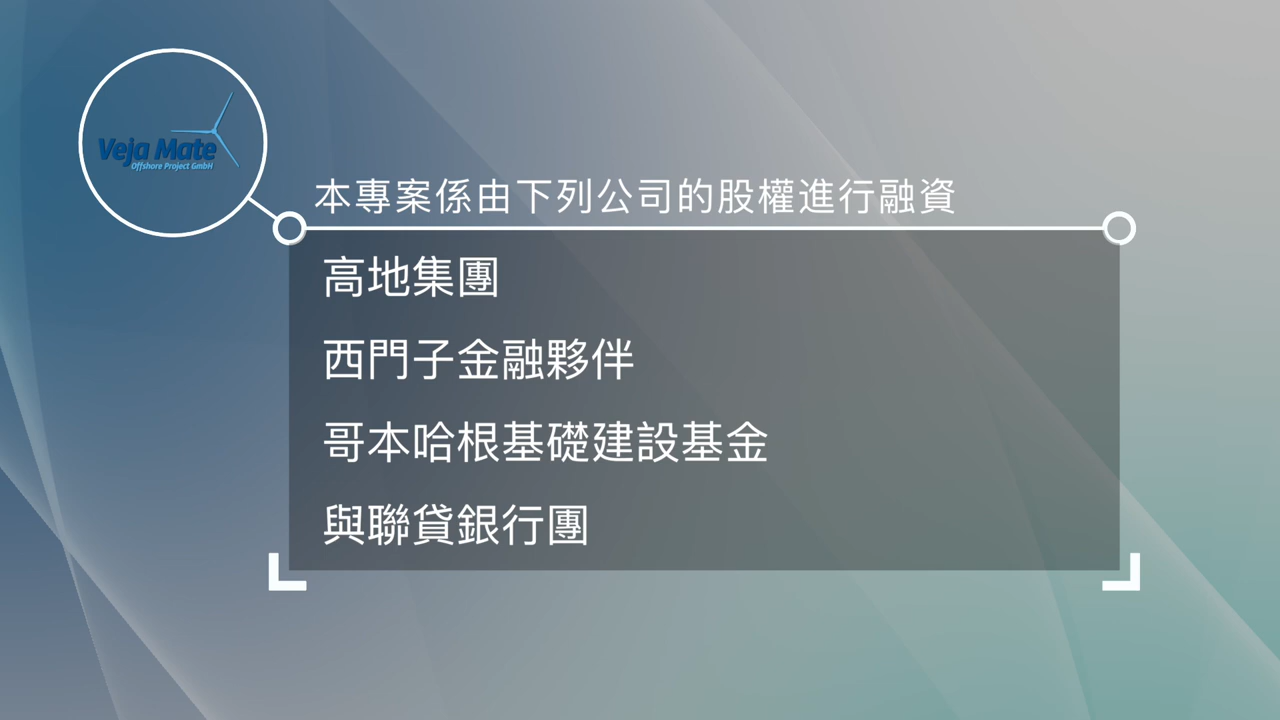 Veja Mate
Offshore Project GmbH
本專案係由下列公司的股權進行融資
高地集團
西門子金融夥伴
哥本哈根基礎建設基金
與聯貸銀行團